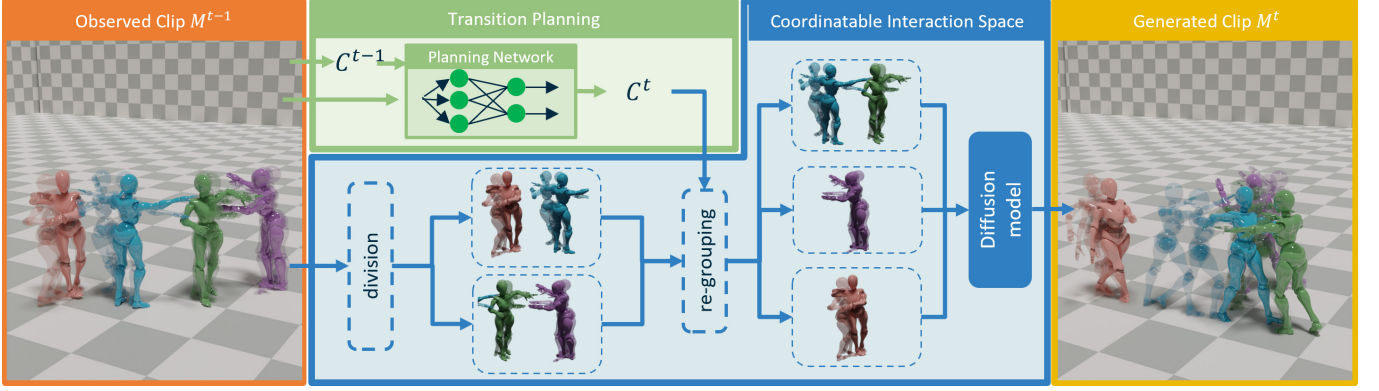 Observed Clip M^{t−1}
Transition Planning
Coordinatable Interaction Space
Generated Clip M^t
C^{t−1}
Planning Network
C^t
division
re-grouping
Diffusion
model